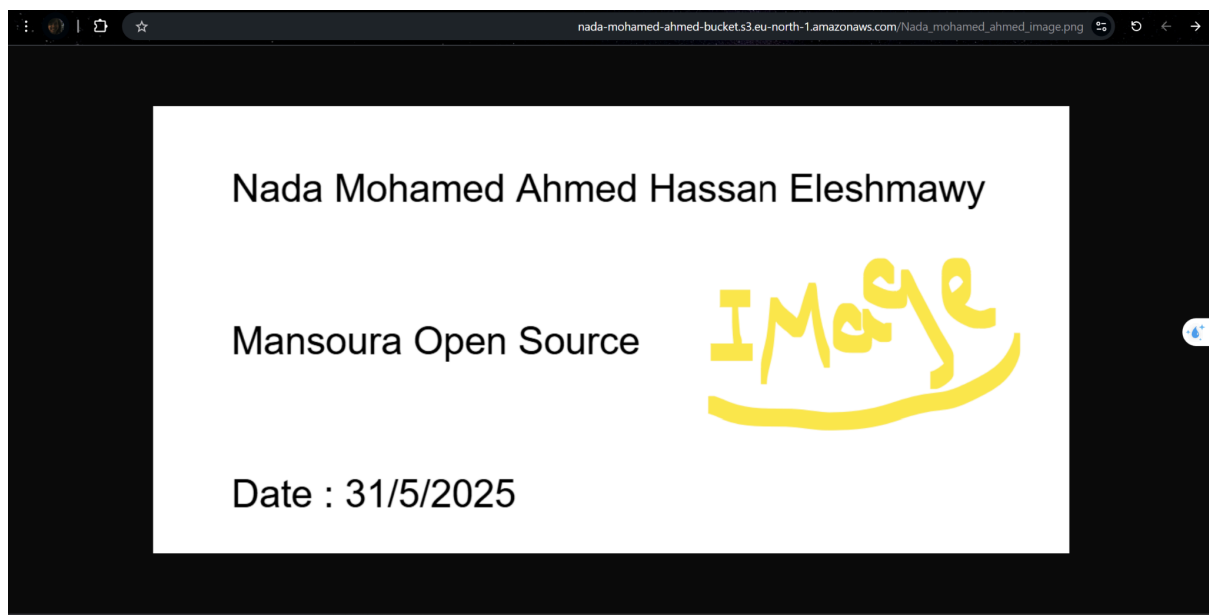 nada-mohamed-ahmed-bucket.s3.eu-north-1.amazonaws.com/Nada_mohamed_ahmed_image.png
Nada Mohamed Ahmed Hassan Eleshmawy
IMage
Mansoura Open Source
Date : 31/5/2025